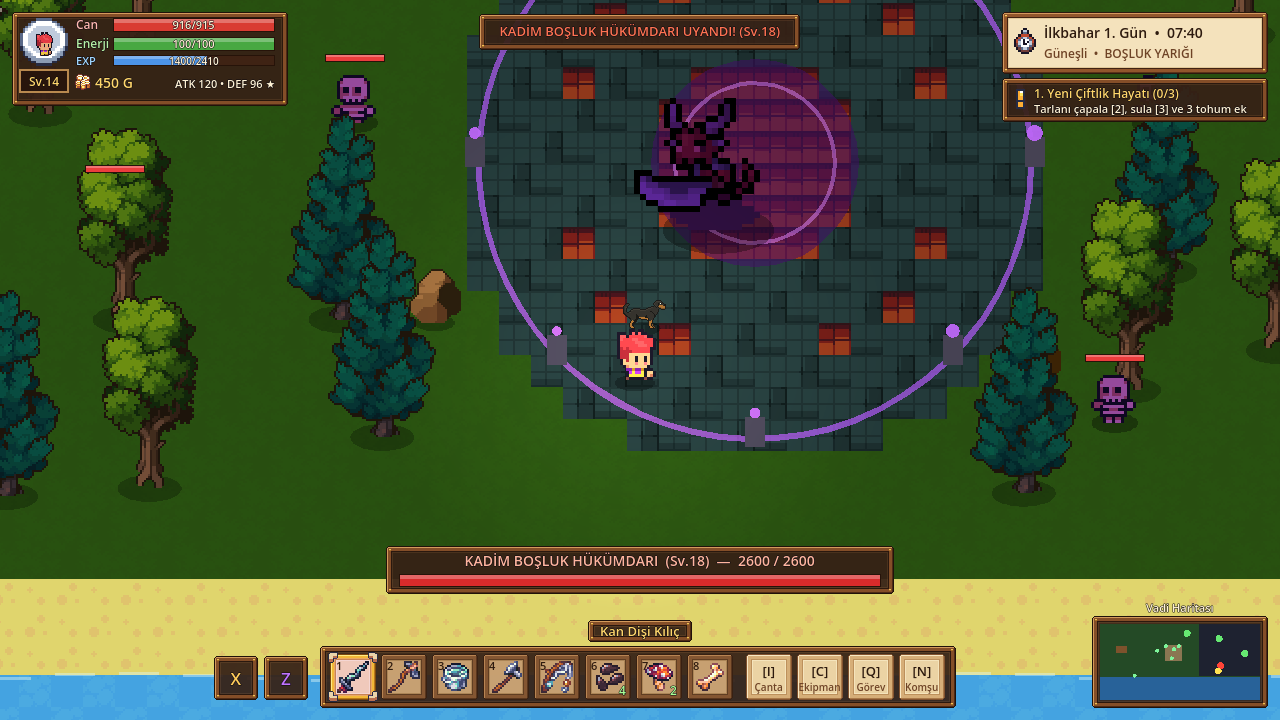 Can 916/915
Enerji 100/100
EXP 1400/2410
Sv.14 450 G ATK 120 • DEF 96 ★
KADİM BOŞLUK HÜKÜMDARI UYANDI! (Sv.18)
İlkbahar 1. Gün • 07:40
Güneşli • BOŞLUK YARIĞI
1. Yeni Çiftlik Hayatı (0/3)
Tarlanı çapala [2], sula [3] ve 3 tohum ek
KADİM BOŞLUK HÜKÜMDARI (Sv.18) — 2600 / 2600
Kan Dişi Kılıç
Vadi Haritası
X Z
1 2 3 4 5 6 4 7 2 8
[I] Çanta
[C] Ekipman
[Q] Görev
[N] Komşu